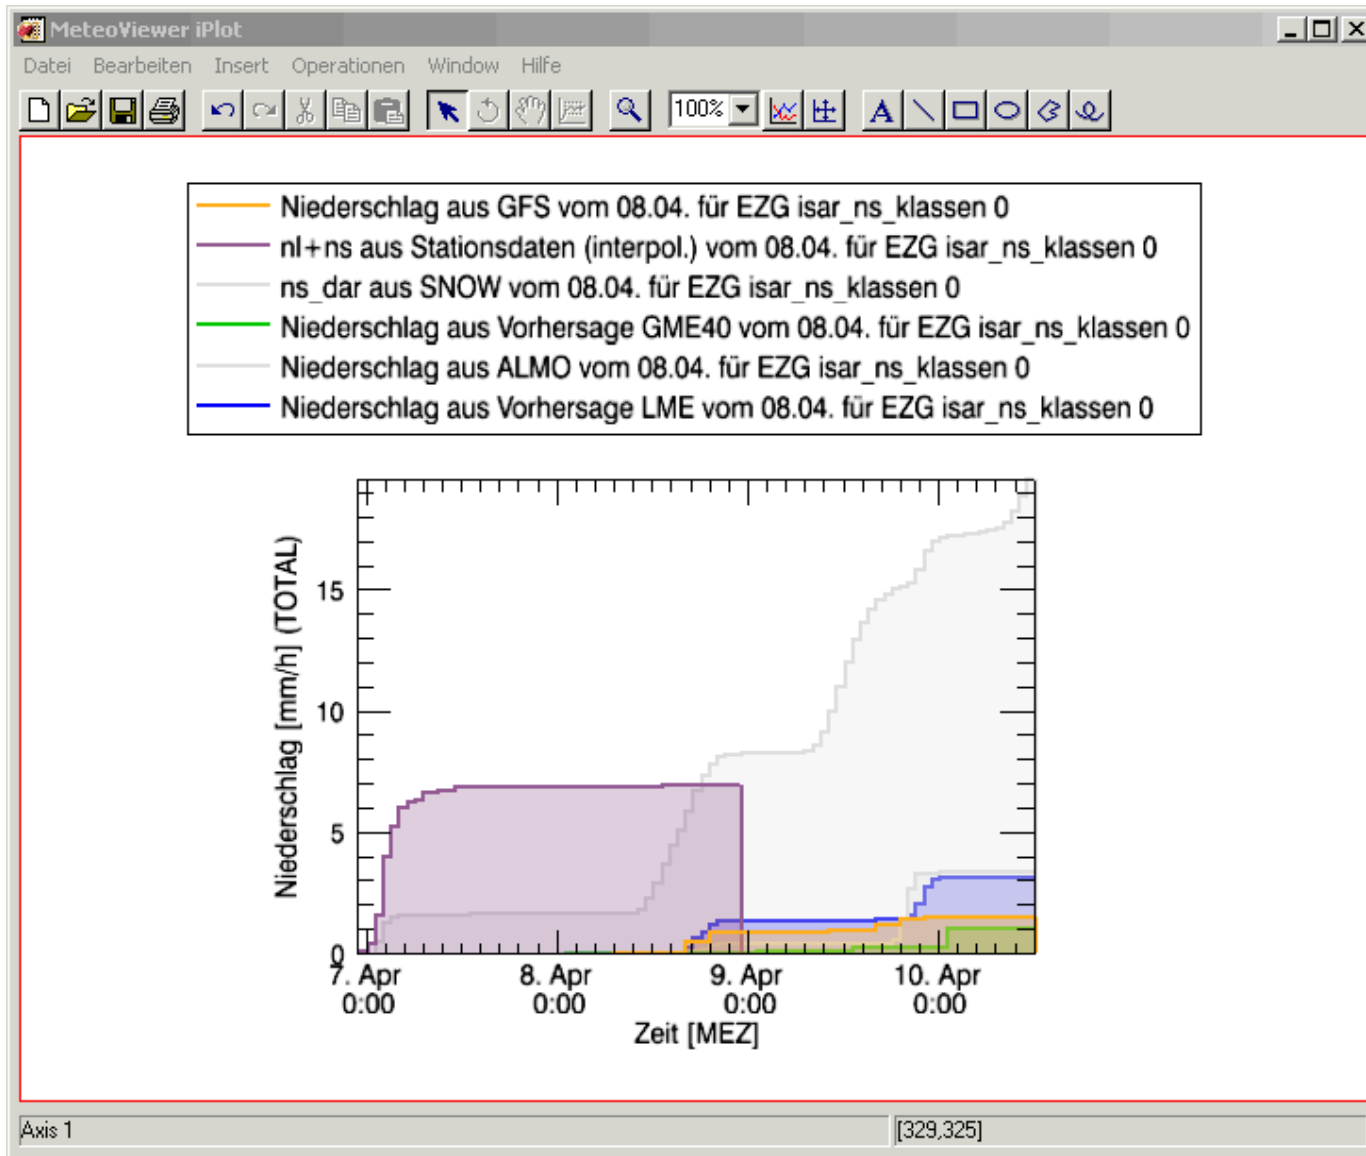 MeteoViewer iPlot
Datei Bearbeiten Insert Operationen Window Hilfe
100%
A
Niederschlag aus GFS vom 08.04. für EZG isar_ns_klassen 0
nl+ns aus Stationsdaten (interpol.) vom 08.04. für EZG isar_ns_klassen 0
ns_dar aus SNOW vom 08.04. für EZG isar_ns_klassen 0
Niederschlag aus Vorhersage GME40 vom 08.04. für EZG isar_ns_klassen 0
Niederschlag aus ALMO vom 08.04. für EZG isar_ns_klassen 0
Niederschlag aus Vorhersage LME vom 08.04. für EZG isar_ns_klassen 0
Niederschlag [mm/h] (TOTAL)
15
10
5
0
7. Apr 8. Apr 9. Apr 10. Apr
0:00 0:00 0:00 0:00
Zeit [MEZ]
Axis 1 [329,325]